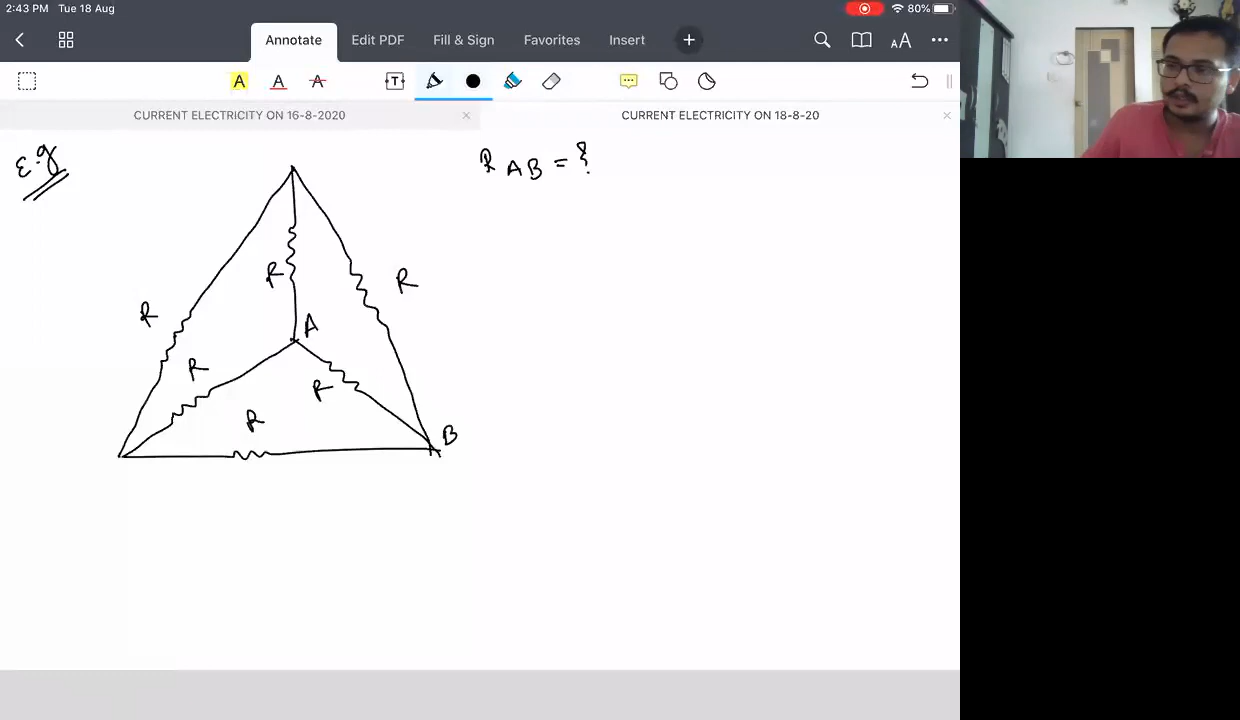 2:43 PM Tue 18 Aug
80%
Annotate
Edit PDF
Fill & Sign
Favorites
Insert
AA
A A A T
CURRENT ELECTRICITY ON 16-8-2020
CURRENT ELECTRICITY ON 18-8-20
E.g
R AB = ?
R
R
R
A
R
R
R
B